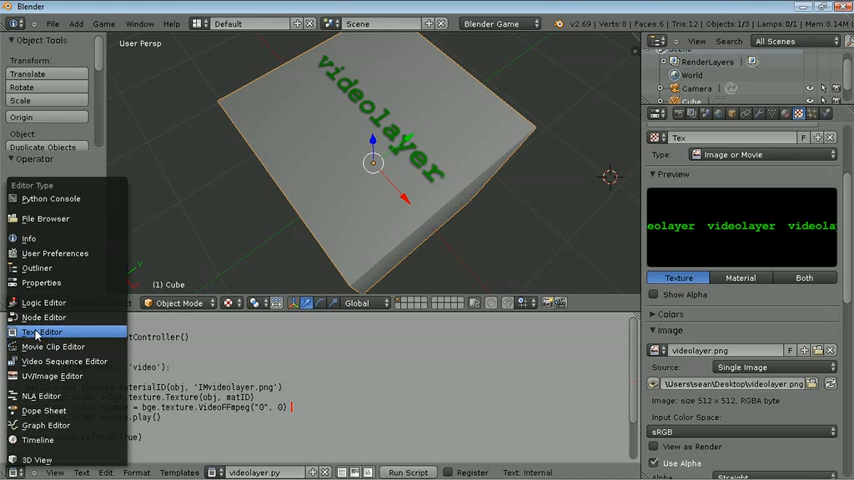 Blender
File Add Game Window Help Default Scene Blender Game v2.69 | Verts:8 | Faces:6 | Tris:12 | Objects:1/3 | Lamps:0/1 | Mem:8.14M
Object Tools
Transform:
Translate
Rotate
Scale
Origin
Object:
Duplicate Objects
Operator
User Persp
videolayer
(1) Cube
View Search All Scenes
RenderLayers
World
Camera
Cube
Tex F
Type: Image or Movie
Preview
eolayer videolayer videola
Texture Material Both
Show Alpha
Colors
Image
videolayer.png F
\Users\sean\Desktop\videolayer.png
Source: Single Image
Image: size 512 x 512, RGBA byte
Input Color Space:
sRGB
View as Render
Use Alpha
Straight
Editor Type
Python Console
File Browser
Info
User Preferences
Outliner
Properties
Logic Editor
Node Editor
Text Editor
Movie Clip Editor
Video Sequence Editor
UV/Image Editor
NLA Editor
Dope Sheet
Graph Editor
Timeline
3D View
Object Mode Global
tController()
'video'):
materialID(obj, 'IMvideolayer.png')
bge.texture.Texture(obj, matID)
= bge.texture.VideoFFmpeg("0", 0)
.play()
View Text Edit Format Templates videolayer.py F Run Script Register Text: Internal